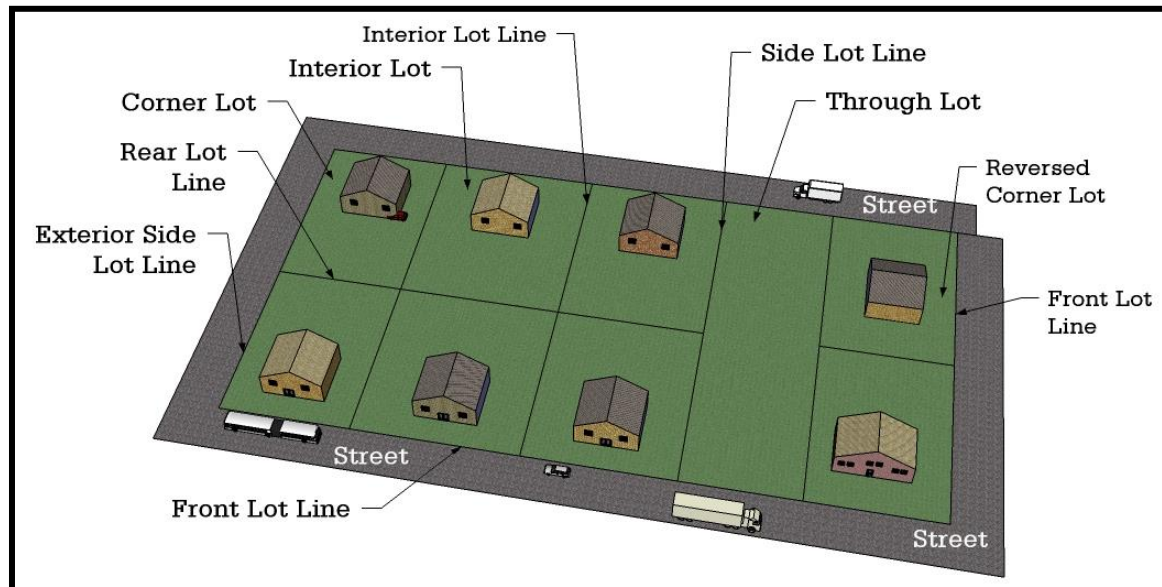 Interior Lot Line
Side Lot Line
Interior Lot
Through Lot
Corner Lot
Rear Lot
Line
Reversed
Corner Lot
Street
Exterior Side
Lot Line
Front Lot
Line
Street
Front Lot Line
Street